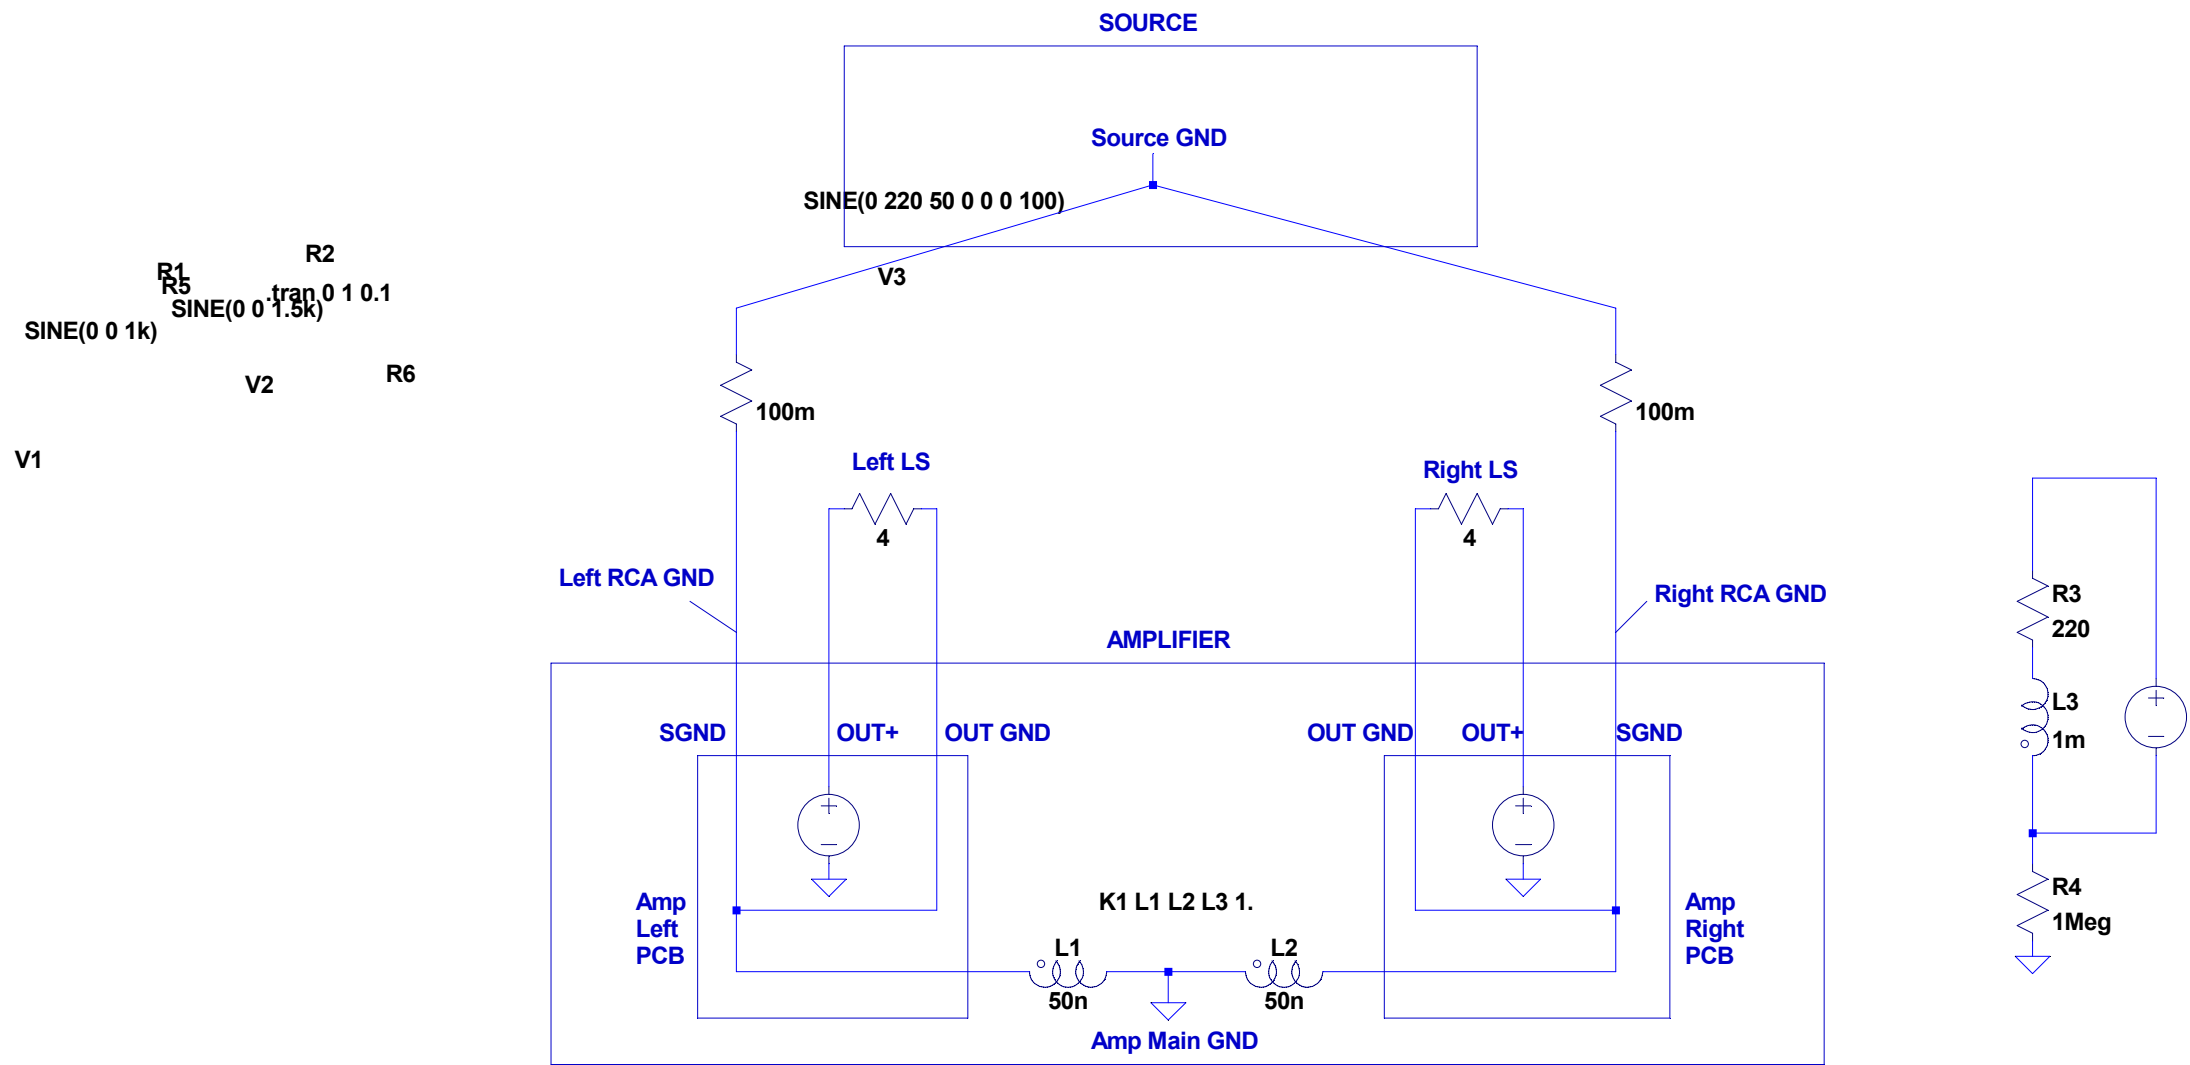 SOURCE
Source GND
SINE(0 220 50 0 0 0 100)
V3
R2
R1
R5
.tran 0 1 0.1
SINE(0 0 1.5k)
SINE(0 0 1k)
V2
R6
V1
100m
100m
Left LS
4
Right LS
4
Left RCA GND
Right RCA GND
AMPLIFIER
SGND
OUT+
OUT GND
OUT GND
OUT+
SGND
Amp
Left
PCB
K1 L1 L2 L3 1.
Amp
Right
PCB
L1
50n
L2
50n
Amp Main GND
R3
220
L3
1m
R4
1Meg